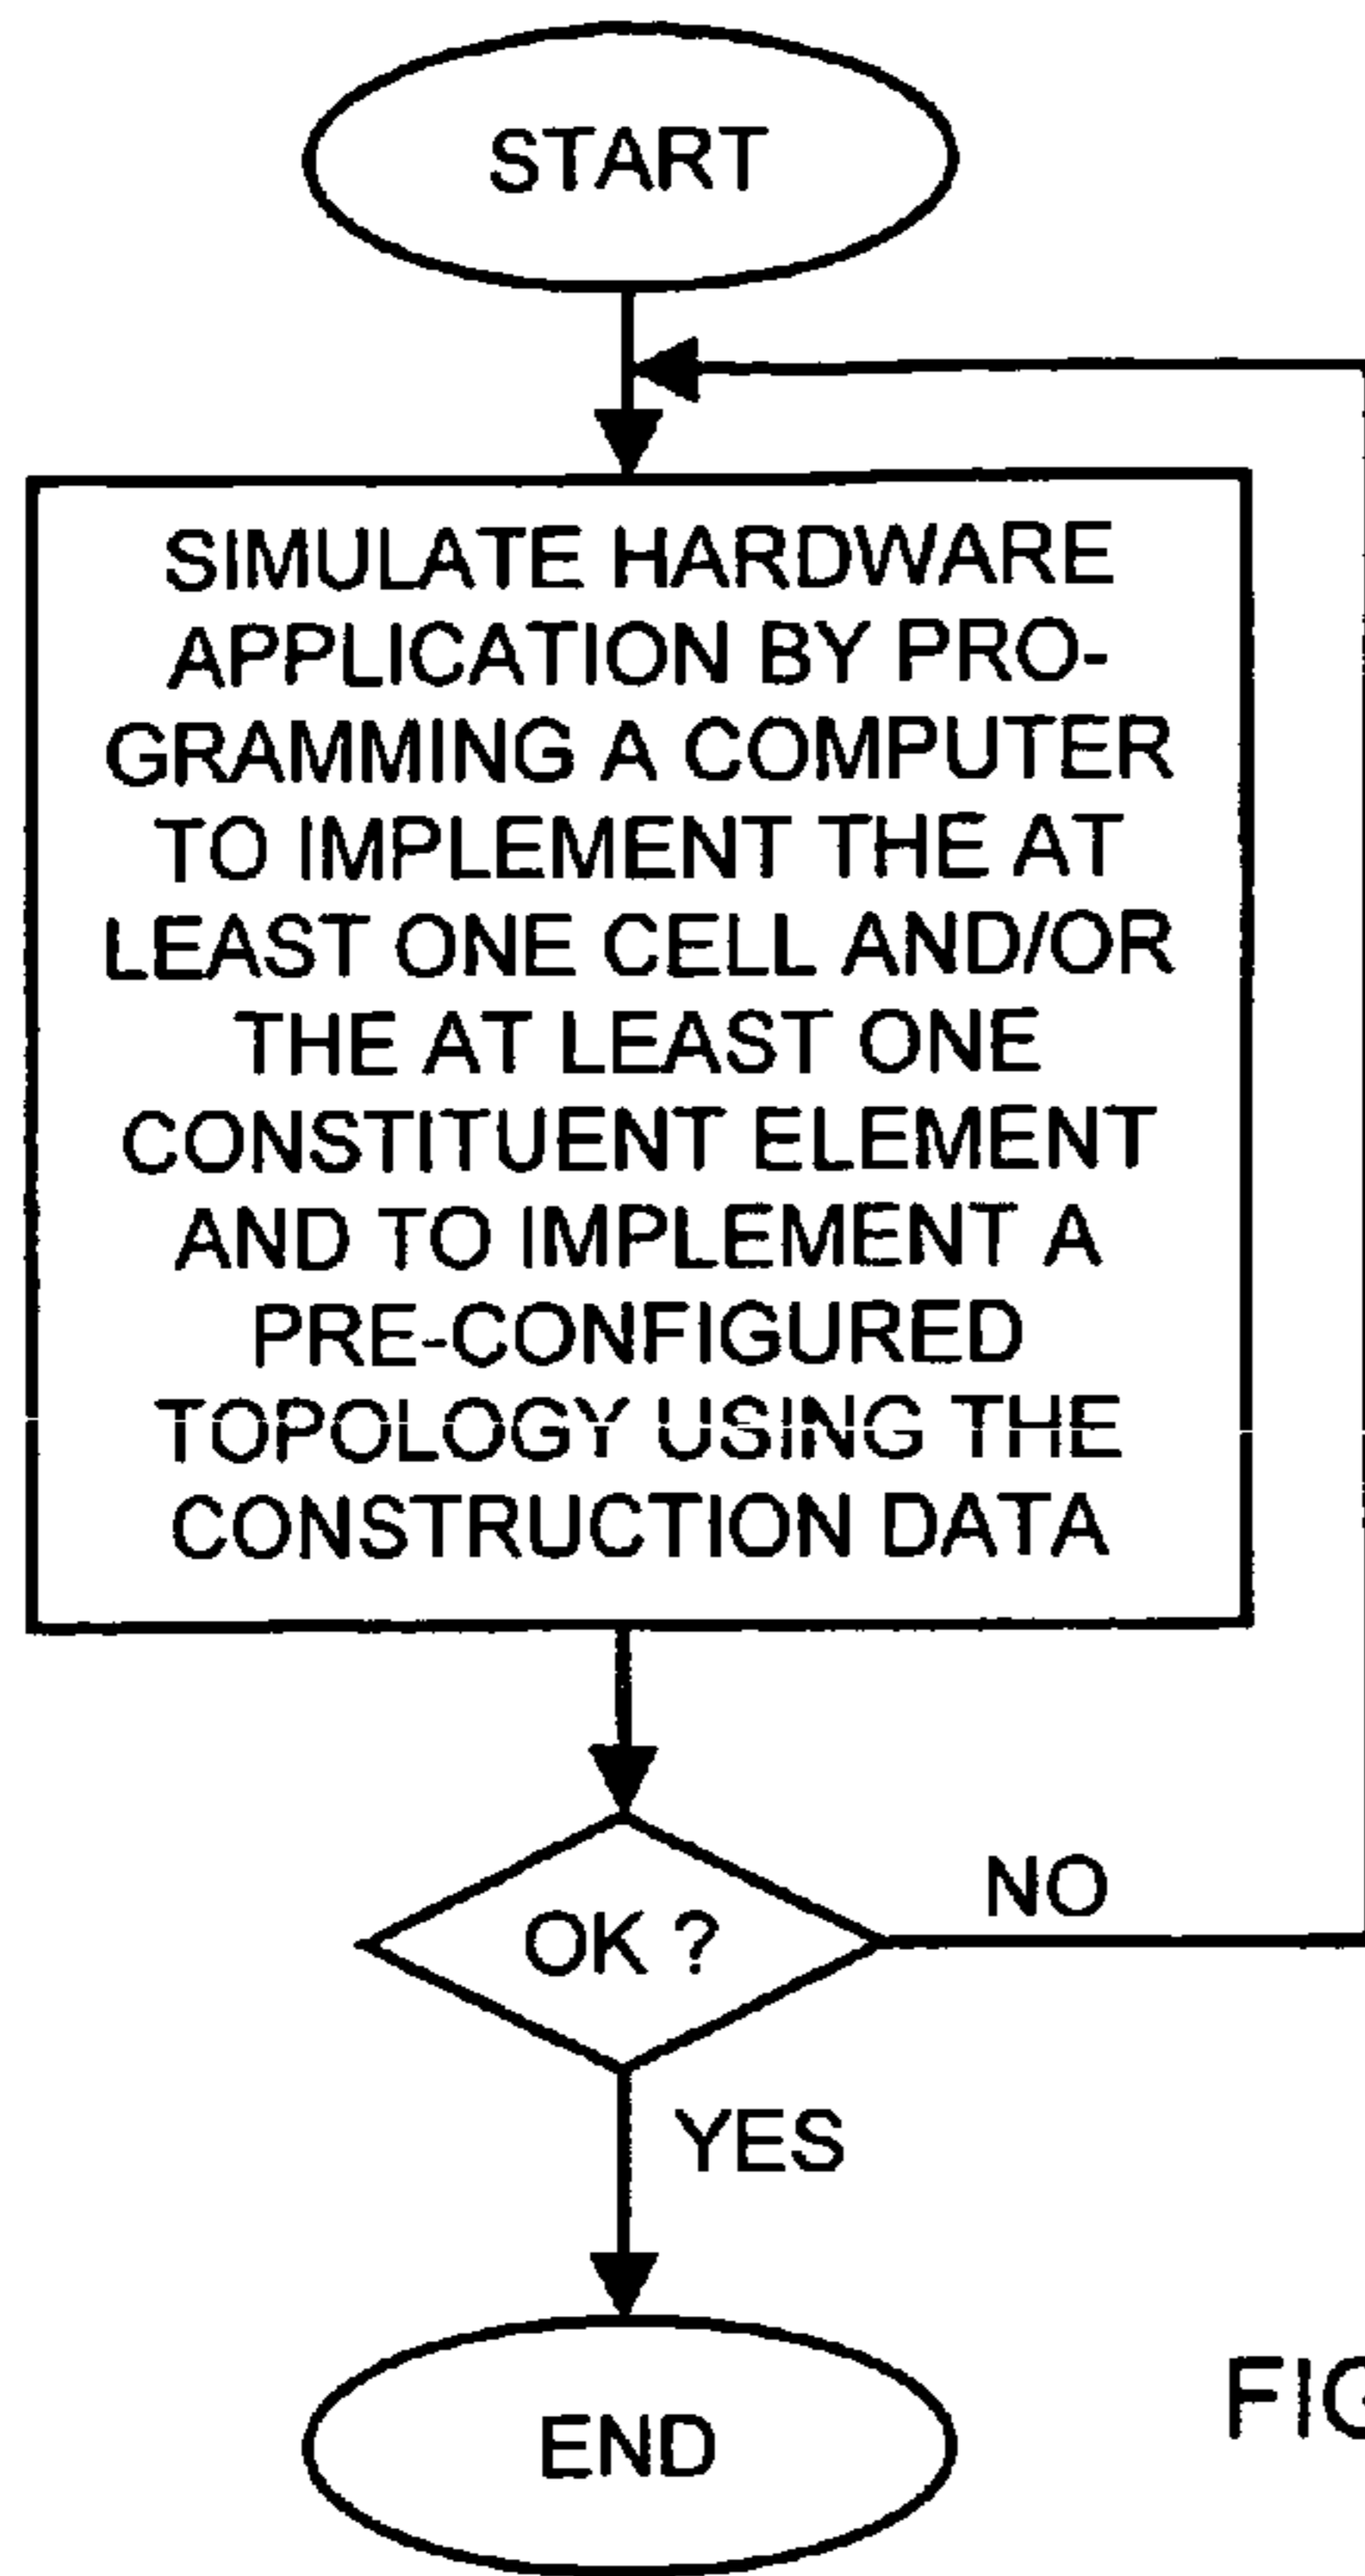 START
SIMULATE HARDWARE
APPLICATION BY PRO-
GRAMMING A COMPUTER
TO IMPLEMENT THE AT
LEAST ONE CELL AND/OR
THE AT LEAST ONE
CONSTITUENT ELEMENT
AND TO IMPLEMENT A
PRE-CONFIGURED
TOPOLOGY USING THE
CONSTRUCTION DATA
OK ?
NO
YES
END
FIG